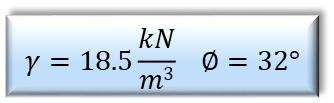 γ = 18.5 kN/m³ ∅ = 32°